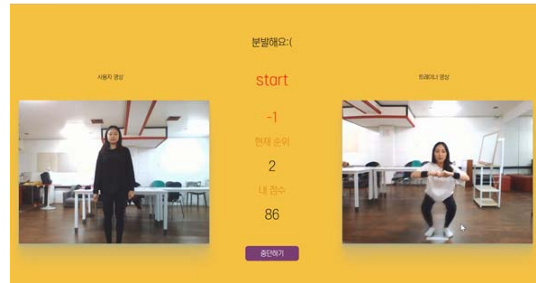 분발해요:(
사용자 영상
start
트레이너 영상
-1
현재 순위
2
내 점수
86
중단하기